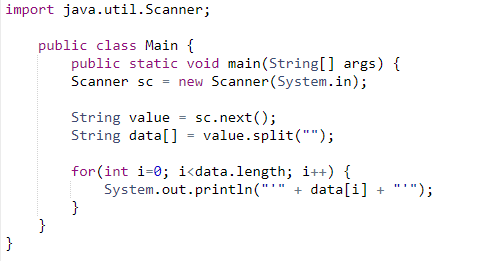 import java.util.Scanner;
public class Main {
public static void main(String[] args) {
Scanner sc = new Scanner(System.in);
String value = sc.next();
String data[] = value.split("");
for(int i=0; i<data.length; i++) {
System.out.println("'" + data[i] + "'");
}
}
}